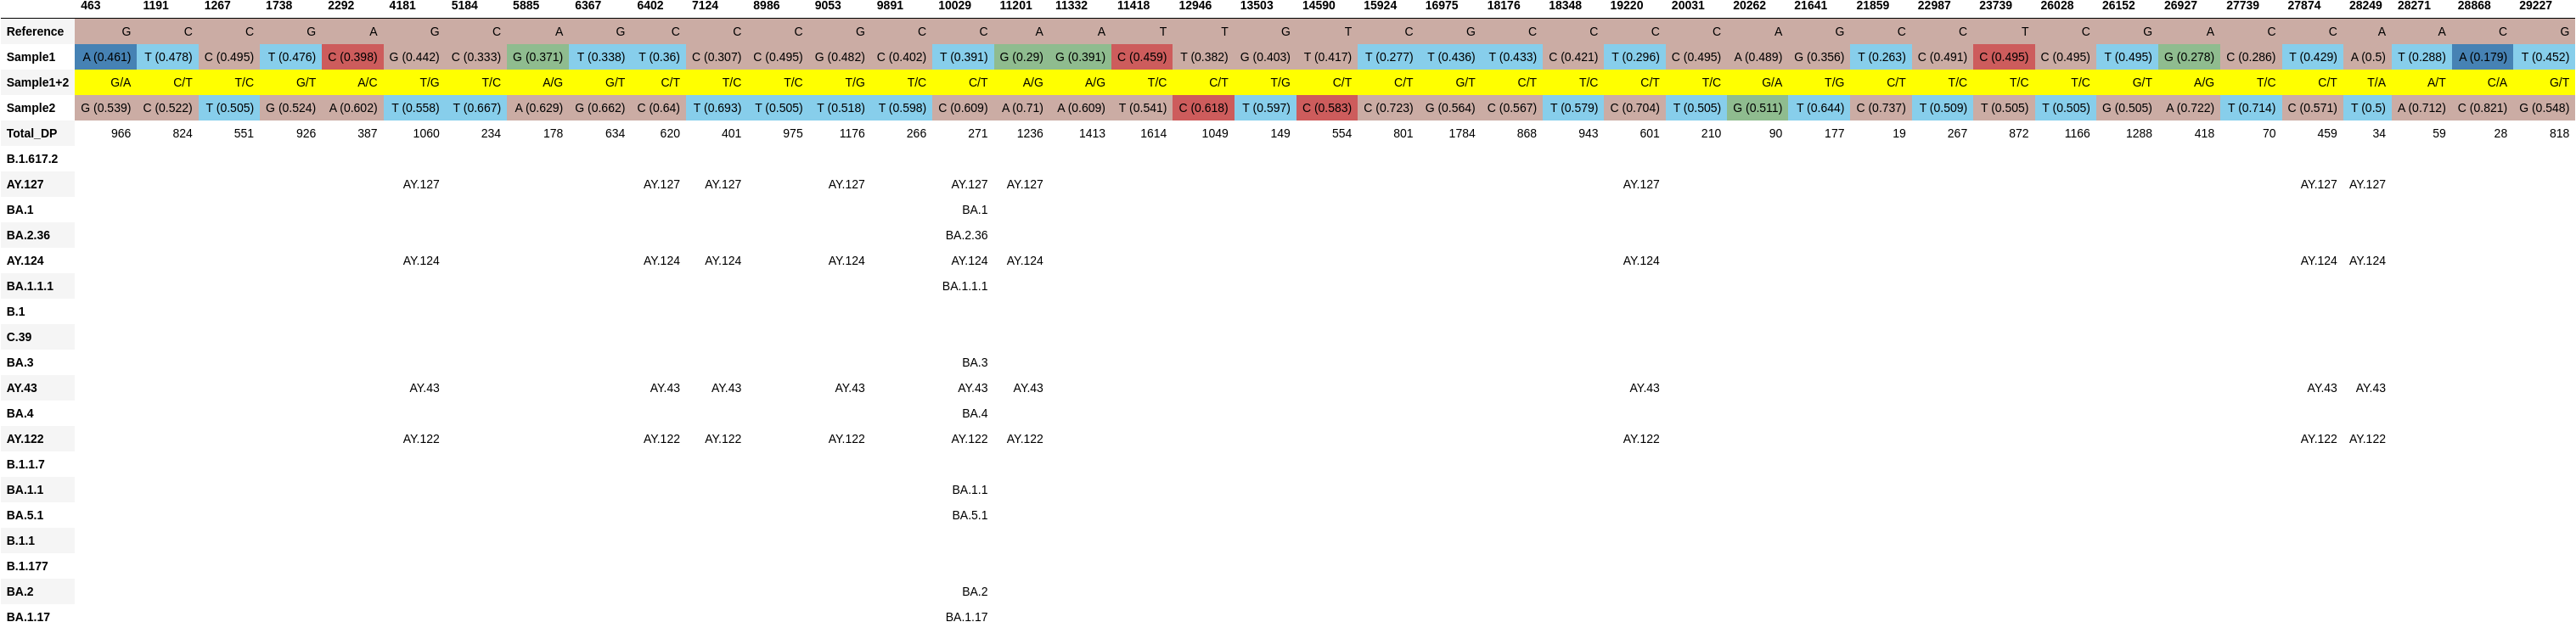 463 1191 1267 1738 2292 4181 5184 5885 6367 6402 7124 8986 9053 9891 10029 11201 11332 11418 12946 13503 14590 15924 16975 18176 18348 19220 20031 20262 21641 21859 22987 23739 26028 26152 26927 27739 27874 28249 28271 28868 29227
Reference G C C G A G C A G C C C G C C A A T T G T C G C C C C A G C C T C G A C C A A C G
Sample1 A (0.461) T (0.478) C (0.495) T (0.476) C (0.398) G (0.442) C (0.333) G (0.371) T (0.338) T (0.36) C (0.307) C (0.495) G (0.482) C (0.402) T (0.391) G (0.29) G (0.391) C (0.459) T (0.382) G (0.403) T (0.417) T (0.277) T (0.436) T (0.433) C (0.421) T (0.296) C (0.495) A (0.489) G (0.356) T (0.263) C (0.491) C (0.495) C (0.495) T (0.495) G (0.278) C (0.286) T (0.429) A (0.5) T (0.288) A (0.179) T (0.452)
Sample1+2 G/A C/T T/C G/T A/C T/G T/C A/G G/T C/T T/C T/C T/G T/C C/T A/G A/G T/C C/T T/G C/T C/T G/T C/T T/C C/T T/C G/A T/G C/T T/C T/C T/C G/T A/G T/C C/T T/A A/T C/A G/T
Sample2 G (0.539) C (0.522) T (0.505) G (0.524) A (0.602) T (0.558) T (0.667) A (0.629) G (0.662) C (0.64) T (0.693) T (0.505) T (0.518) T (0.598) C (0.609) A (0.71) A (0.609) T (0.541) C (0.618) T (0.597) C (0.583) C (0.723) G (0.564) C (0.567) T (0.579) C (0.704) T (0.505) G (0.511) T (0.644) C (0.737) T (0.509) T (0.505) T (0.505) G (0.505) A (0.722) T (0.714) C (0.571) T (0.5) A (0.712) C (0.821) G (0.548)
Total_DP 966 824 551 926 387 1060 234 178 634 620 401 975 1176 266 271 1236 1413 1614 1049 149 554 801 1784 868 943 601 210 90 177 19 267 872 1166 1288 418 70 459 34 59 28 818
B.1.617.2
AY.127 AY.127 AY.127 AY.127 AY.127 AY.127 AY.127 AY.127 AY.127 AY.127
BA.1 BA.1
BA.2.36 BA.2.36
AY.124 AY.124 AY.124 AY.124 AY.124 AY.124 AY.124 AY.124 AY.124 AY.124
BA.1.1.1 BA.1.1.1
B.1
C.39
BA.3 BA.3
AY.43 AY.43 AY.43 AY.43 AY.43 AY.43 AY.43 AY.43 AY.43 AY.43
BA.4 BA.4
AY.122 AY.122 AY.122 AY.122 AY.122 AY.122 AY.122 AY.122 AY.122 AY.122
B.1.1.7
BA.1.1 BA.1.1
BA.5.1 BA.5.1
B.1.1
B.1.177
BA.2 BA.2
BA.1.17 BA.1.17